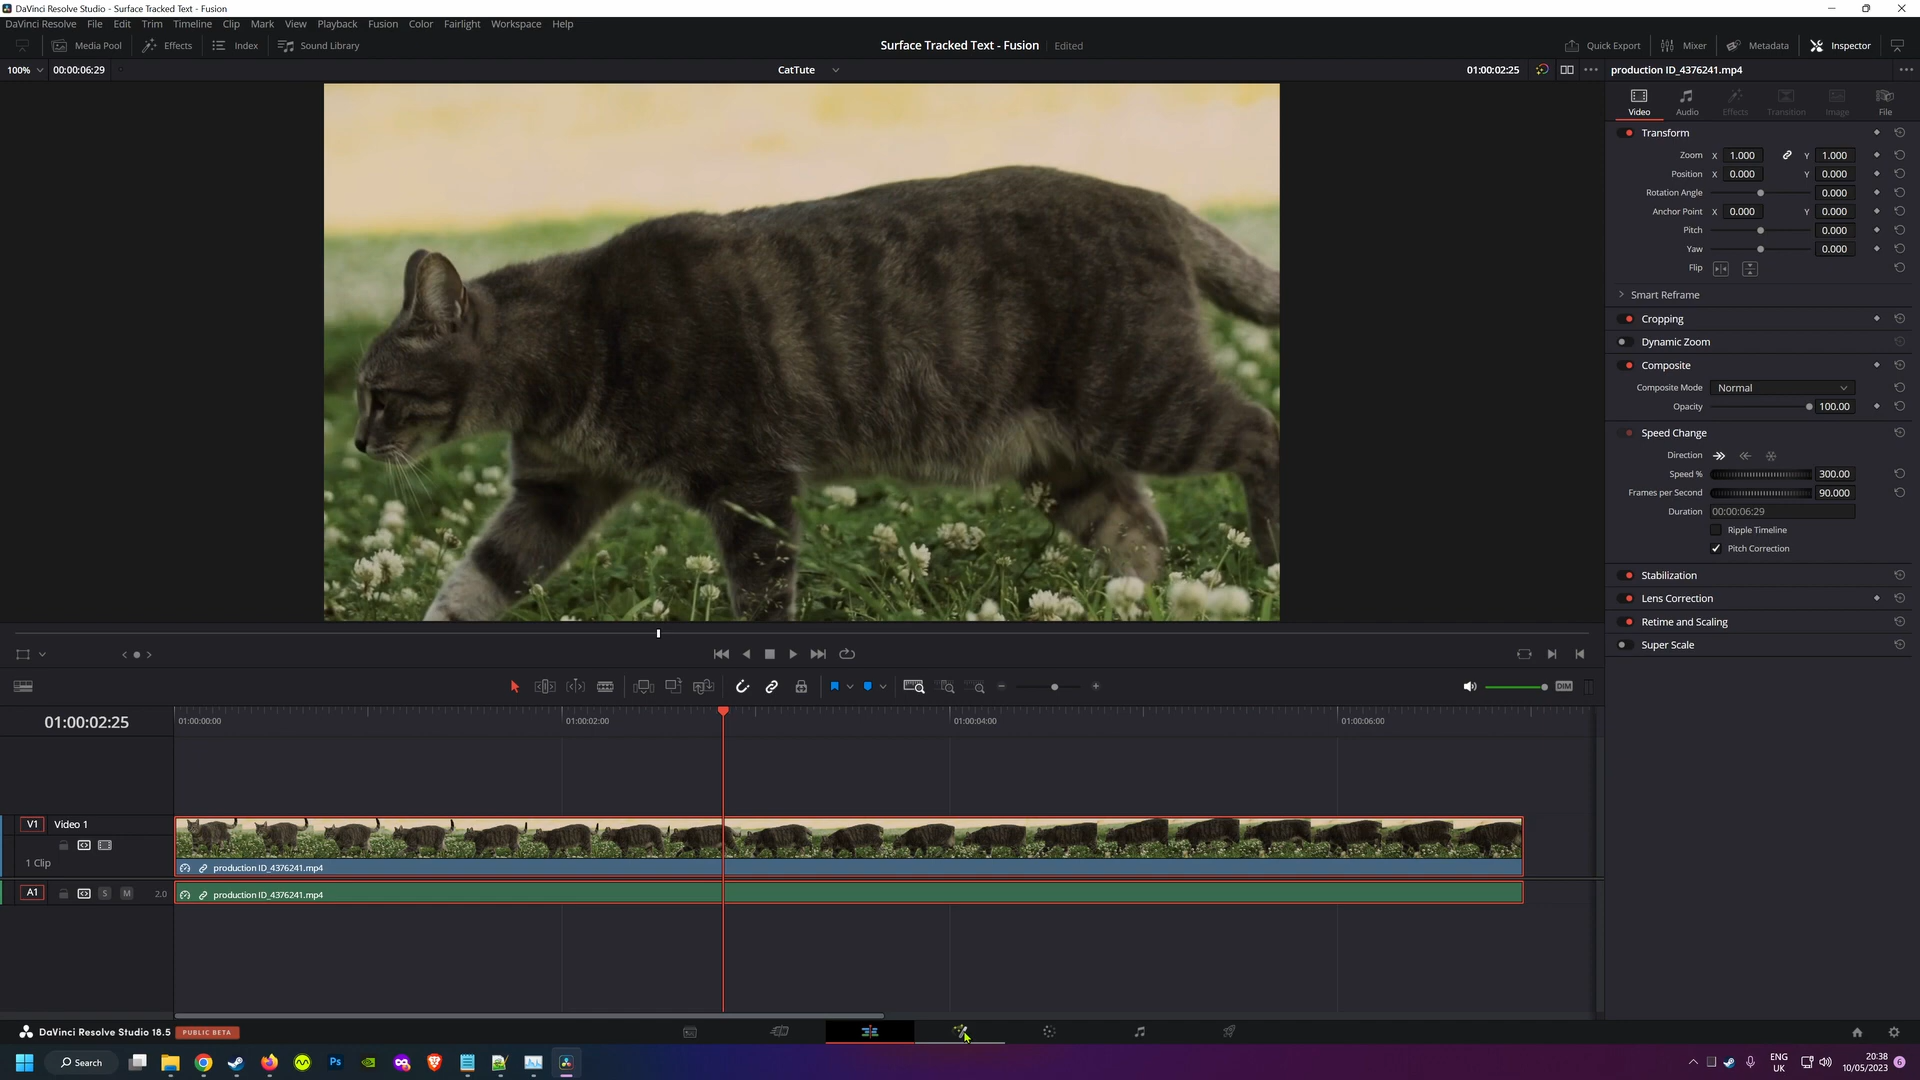 DaVinci Resolve Studio - Surface Tracked Text - Fusion
DaVinci Resolve File Edit Trim Timeline Clip Mark View Playback Fusion Color Fairlight Workspace Help
Media Pool Effects Index Sound Library Surface Tracked Text - Fusion Edited Quick Export Mixer Metadata Inspector
100% 00:00:06:29 CatTute 01:00:02:25 production ID_4376241.mp4
Video Audio Effects Transition Image File
Transform
Zoom X 1.000 Y 1.000
Position X 0.000 Y 0.000
Rotation Angle 0.000
Anchor Point X 0.000 Y 0.000
Pitch 0.000
Yaw 0.000
Flip
Smart Reframe
Cropping
Dynamic Zoom
Composite
Composite Mode Normal
Opacity 100.00
Speed Change
Direction
Speed % 300.00
Frames per Second 90.000
Duration 00:00:06:29
Ripple Timeline
Pitch Correction
Stabilization
Lens Correction
Retime and Scaling
Super Scale
DIM
01:00:02:25 01:00:00:00 01:00:02:00 01:00:04:00 01:00:06:00
V1 Video 1
1 Clip
production ID_4376241.mp4
A1 S M 2.0 production ID_4376241.mp4
DaVinci Resolve Studio 18.5 PUBLIC BETA
Search Ps ENG UK 20:38 10/05/2023 6